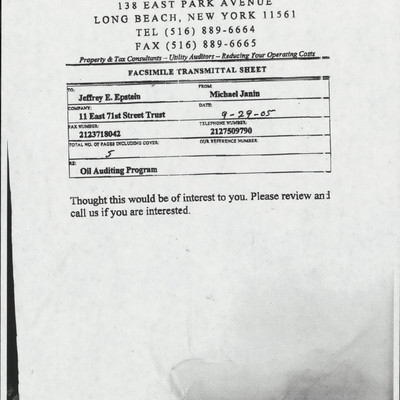 138 EAST PARK AVENUE
LONG BEACH, NEW YORK 11561
TEL (516) 889-6664
FAX (516) 889-6665
Property & Tax Consultants – Utility Auditors – Reducing Your Operating Costs
FACSIMILE TRANSMITTAL SHEET
TO: FROM:
Jeffrey E. Epstein Michael Janin
COMPANY: DATE:
11 East 71st Street Trust 9-29-05
FAX NUMBER: TELEPHONE NUMBER:
2123718042 2127509790
TOTAL NO. OF PAGES INCLUDING COVER: OUR REFERENCE NUMBER:
5
RE:
Oil Auditing Program
Thought this would be of interest to you. Please review and
call us if you are interested.